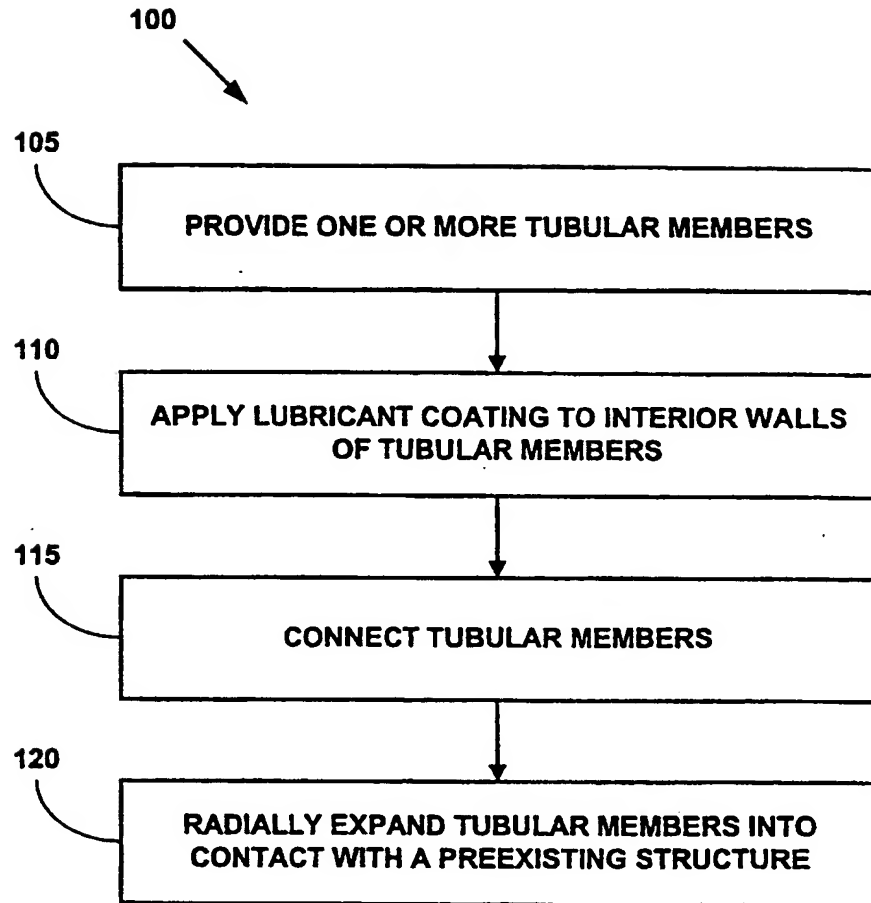 100
105
PROVIDE ONE OR MORE TUBULAR MEMBERS
110
APPLY LUBRICANT COATING TO INTERIOR WALLS
OF TUBULAR MEMBERS
115
CONNECT TUBULAR MEMBERS
120
RADIALLY EXPAND TUBULAR MEMBERS INTO
CONTACT WITH A PREEXISTING STRUCTURE